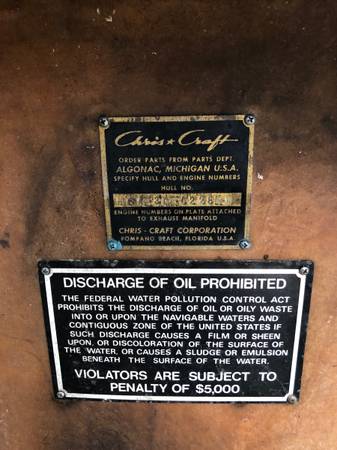 Chris ★ Craft
ORDER PARTS FROM PARTS DEPT.
ALGONAC, MICHIGAN U.S.A.
SPECIFY HULL AND ENGINE NUMBERS
HULL NO.
ENGINE NUMBERS ON PLATE ATTACHED
TO EXHAUST MANIFOLD
CHRIS-CRAFT CORPORATION
POMPANO BEACH, FLORIDA U.S.A.
DISCHARGE OF OIL PROHIBITED
THE FEDERAL WATER POLLUTION CONTROL ACT
PROHIBITS THE DISCHARGE OF OIL OR OILY WASTE
INTO OR UPON THE NAVIGABLE WATERS AND
CONTIGUOUS ZONE OF THE UNITED STATES IF
SUCH DISCHARGE CAUSES A FILM OR SHEEN
UPON, OR DISCOLORATION OF THE SURFACE OF
THE WATER, OR CAUSES A SLUDGE OR EMULSION
BENEATH THE SURFACE OF THE WATER.
VIOLATORS ARE SUBJECT TO
PENALTY OF $5,000